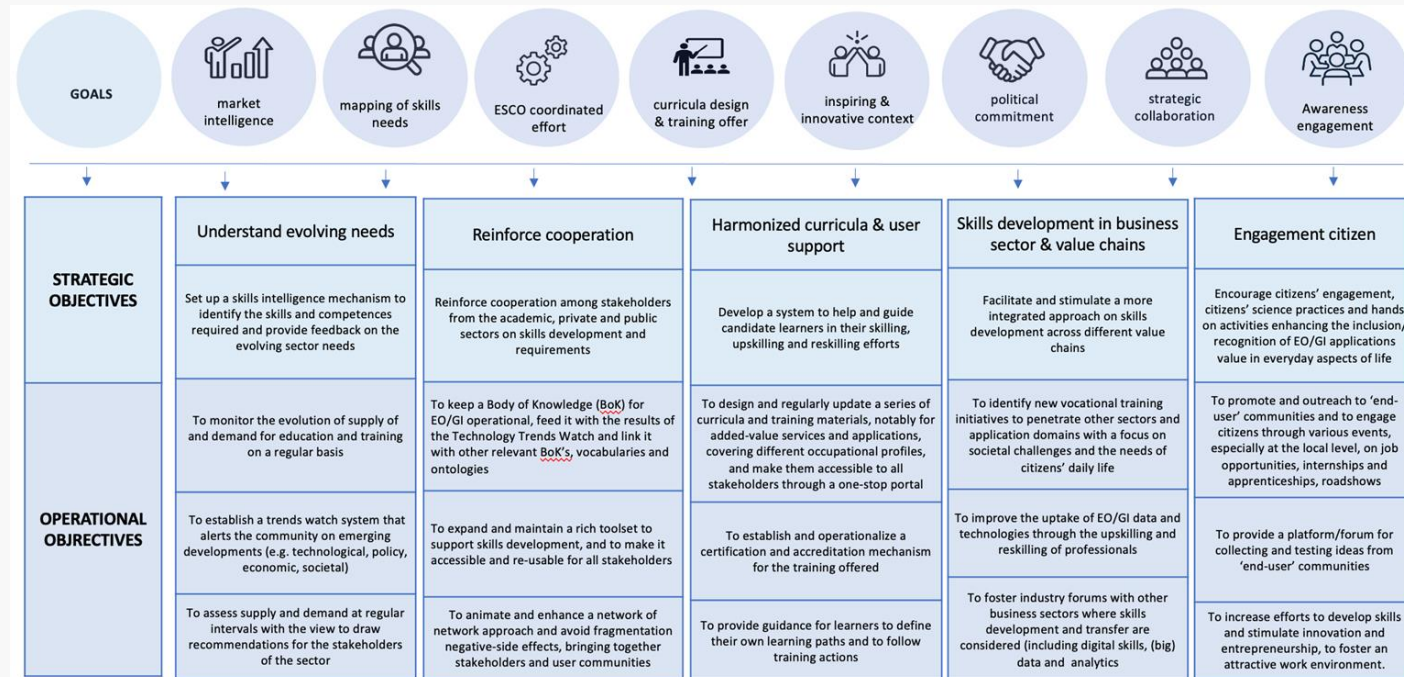 GOALS
market
intelligence
mapping of skills
needs
ESCO coordinated
effort
curricula design
& training offer
inspiring &
innovative context
political
commitment
strategic
collaboration
Awareness
engagement
STRATEGIC
OBJECTIVES
Understand evolving needs
Reinforce cooperation
Harmonized curricula & user
support
Skills development in business
sector & value chains
Engagement citizen
Set up a skills intelligence mechanism to
identify the skills and competences
required and provide feedback on the
evolving sector needs
Reinforce cooperation among stakeholders
from the academic, private and public
sectors on skills development and
requirements
Develop a system to help and guide
candidate learners in their skilling,
upskilling and reskilling efforts
Facilitate and stimulate a more
integrated approach on skills
development across different value
chains
Encourage citizens’ engagement,
citizens’ science practices and hands
on activities enhancing the inclusion/
recognition of EO/GI applications
value in everyday aspects of life
OPERATIONAL
OBJRECTIVES
To monitor the evolution of supply of
and demand for education and training
on a regular basis
To keep a Body of Knowledge (BoK) for
EO/GI operational, feed it with the results of
the Technology Trends Watch and link it
with other relevant BoK’s, vocabularies and
ontologies
To design and regularly update a series of
curricula and training materials, notably for
added-value services and applications,
covering different occupational profiles,
and make them accessible to all
stakeholders through a one-stop portal
To identify new vocational training
initiatives to penetrate other sectors and
application domains with a focus on
societal challenges and the needs of
citizens’ daily life
To promote and outreach to ‘end-
user’ communities and to engage
citizens through various events,
especially at the local level, on job
opportunities, internships and
apprenticeships, roadshows
To establish a trends watch system that
alerts the community on emerging
developments (e.g. technological, policy,
economic, societal)
To expand and maintain a rich toolset to
support skills development, and to make it
accessible and re-usable for all stakeholders
To establish and operationalize a
certification and accreditation mechanism
for the training offered
To improve the uptake of EO/GI data and
technologies through the upskilling and
reskilling of professionals
To provide a platform/forum for
collecting and testing ideas from
‘end-user’ communities
To assess supply and demand at regular
intervals with the view to draw
recommendations for the stakeholders
of the sector
To animate and enhance a network of
network approach and avoid fragmentation
negative-side effects, bringing together
stakeholders and user communities
To provide guidance for learners to define
their own learning paths and to follow
training actions
To foster industry forums with other
business sectors where skills
development and transfer are
considered (including digital skills, (big)
data and analytics
To increase efforts to develop skills
and stimulate innovation and
entrepreneurship, to foster an
attractive work environment.